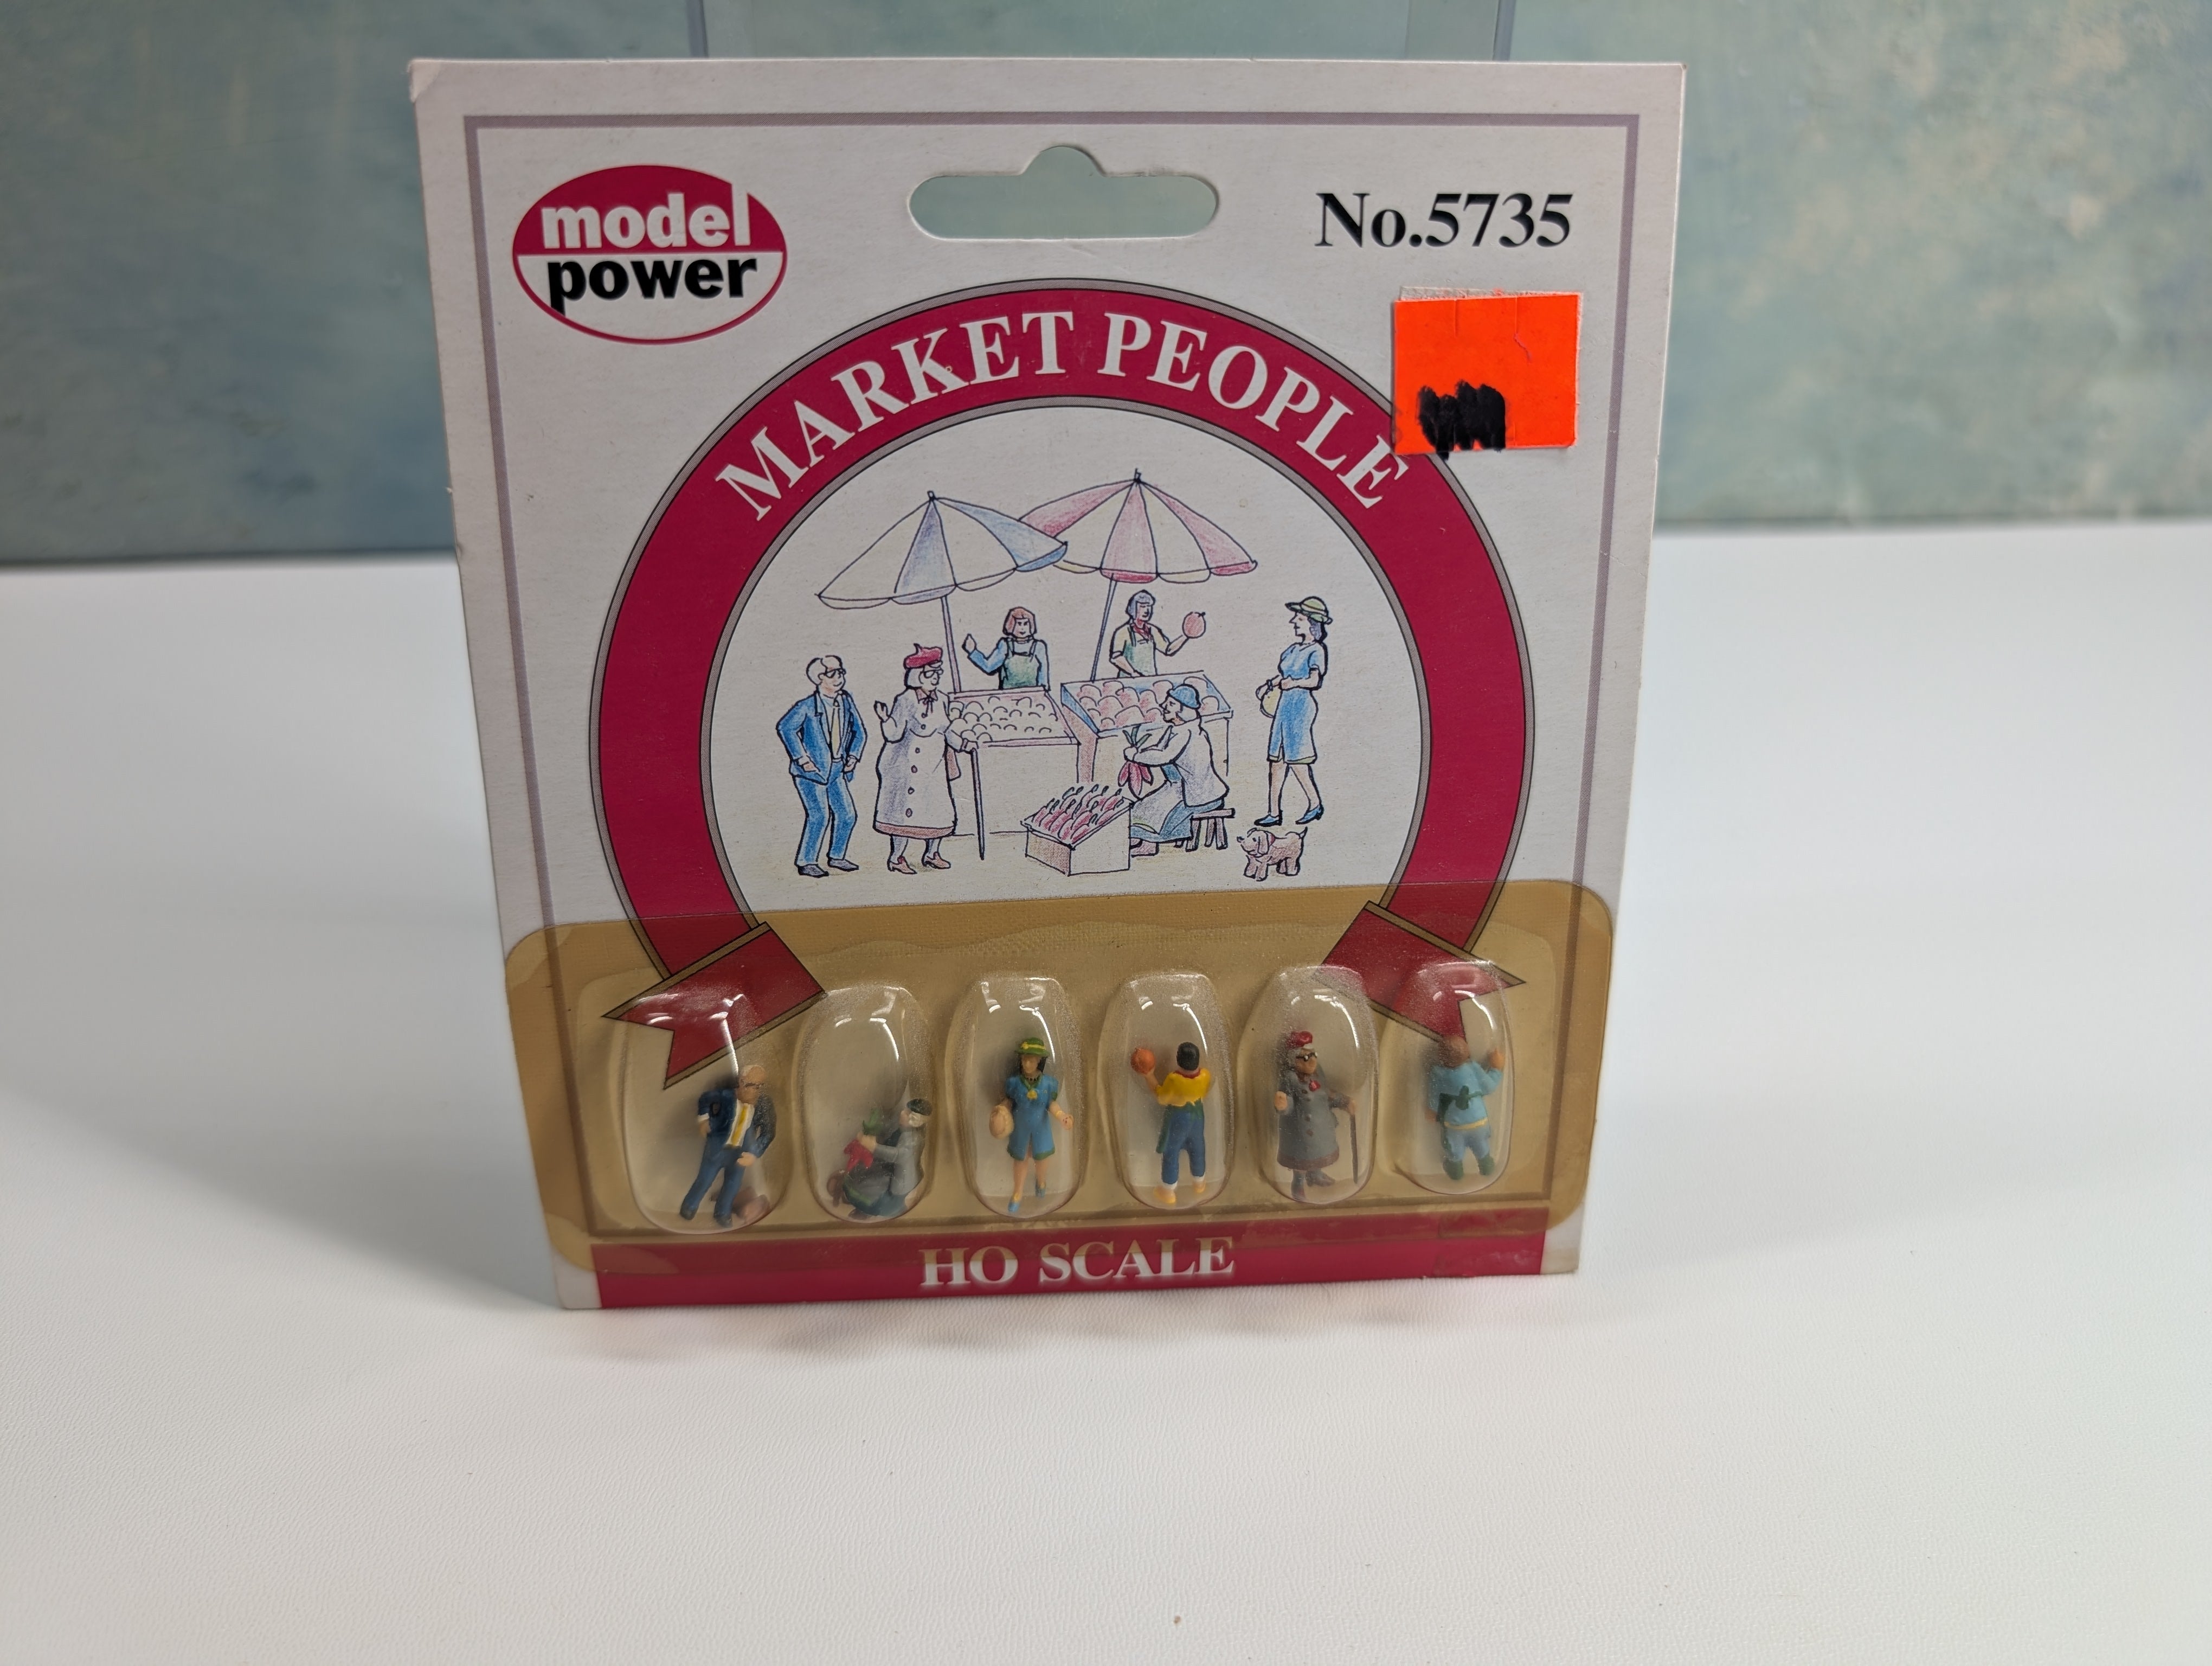 model
power
No.5735
MARKET PEOPLE
HO SCALE